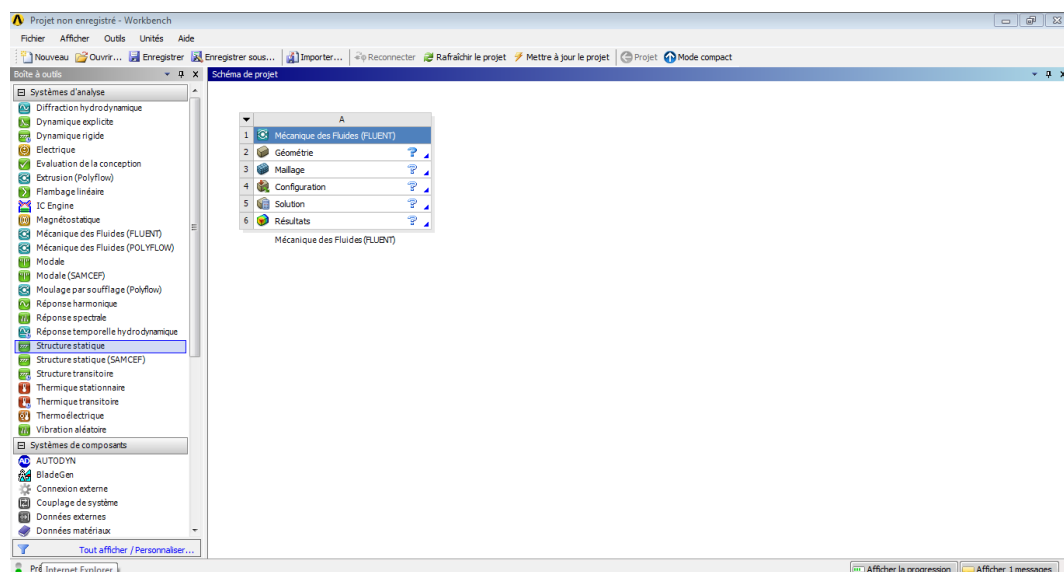 Projet non enregistré - Workbench
Fichier Afficher Outils Unités Aide
Nouveau Ouvrir... Enregistrer Enregistrer sous... Importer... Reconnecter Rafraîchir le projet Mettre à jour le projet Projet Mode compact
Boîte à outils
Schéma de projet
Systèmes d'analyse
Diffraction hydrodynamique
Dynamique explicite
Dynamique rigide
Electrique
Evaluation de la conception
Extrusion (Polyflow)
Flambage linéaire
IC Engine
Magnétostatique
Mécanique des Fluides (FLUENT)
Mécanique des Fluides (POLYFLOW)
Modale
Modale (SAMCEF)
Moulage par soufflage (Polyflow)
Réponse harmonique
Réponse spectrale
Réponse temporelle hydrodynamique
Structure statique
Structure statique (SAMCEF)
Structure transitoire
Thermique stationnaire
Thermique transitoire
Thermoélectrique
Vibration aléatoire
Systèmes de composants
AUTODYN
BladeGen
Connexion externe
Couplage de système
Données externes
Données matériaux
Tout afficher / Personnaliser...
A
1 Mécanique des Fluides (FLUENT)
2 Géométrie ?
3 Maillage ?
4 Configuration ?
5 Solution ?
6 Résultats ?
Mécanique des Fluides (FLUENT)
Internet Explorer
Afficher la progression
Afficher 1 messages